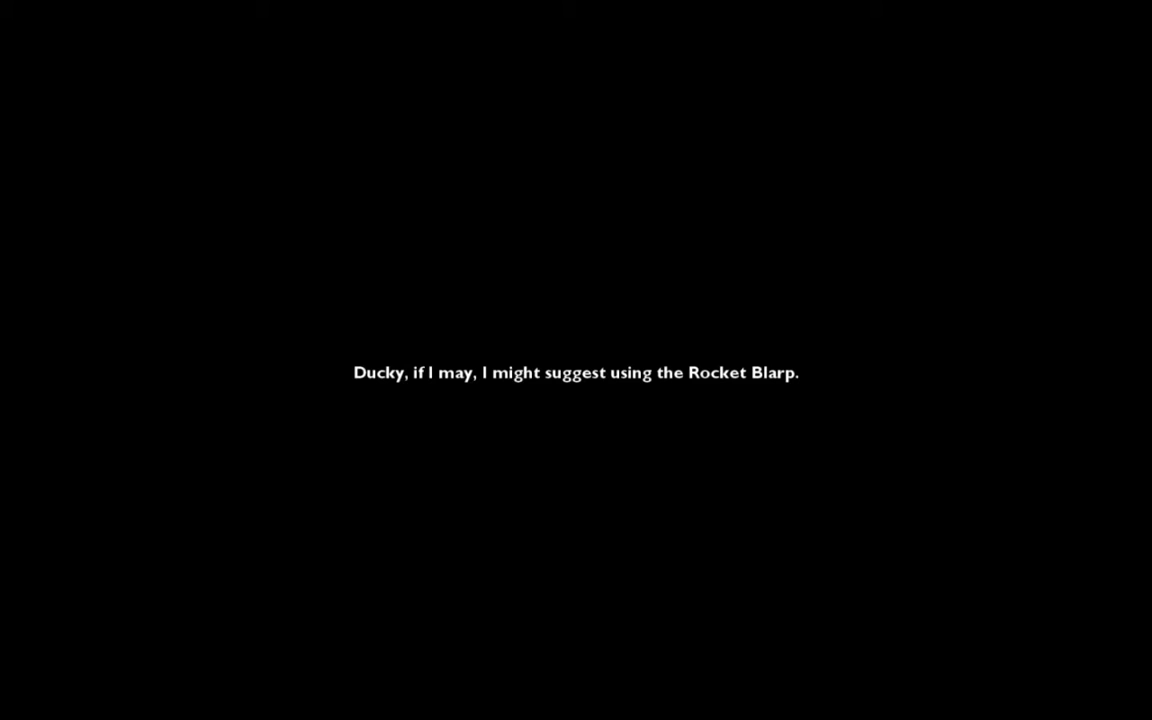 Ducky, if I may, I might suggest using the Rocket Blarp.